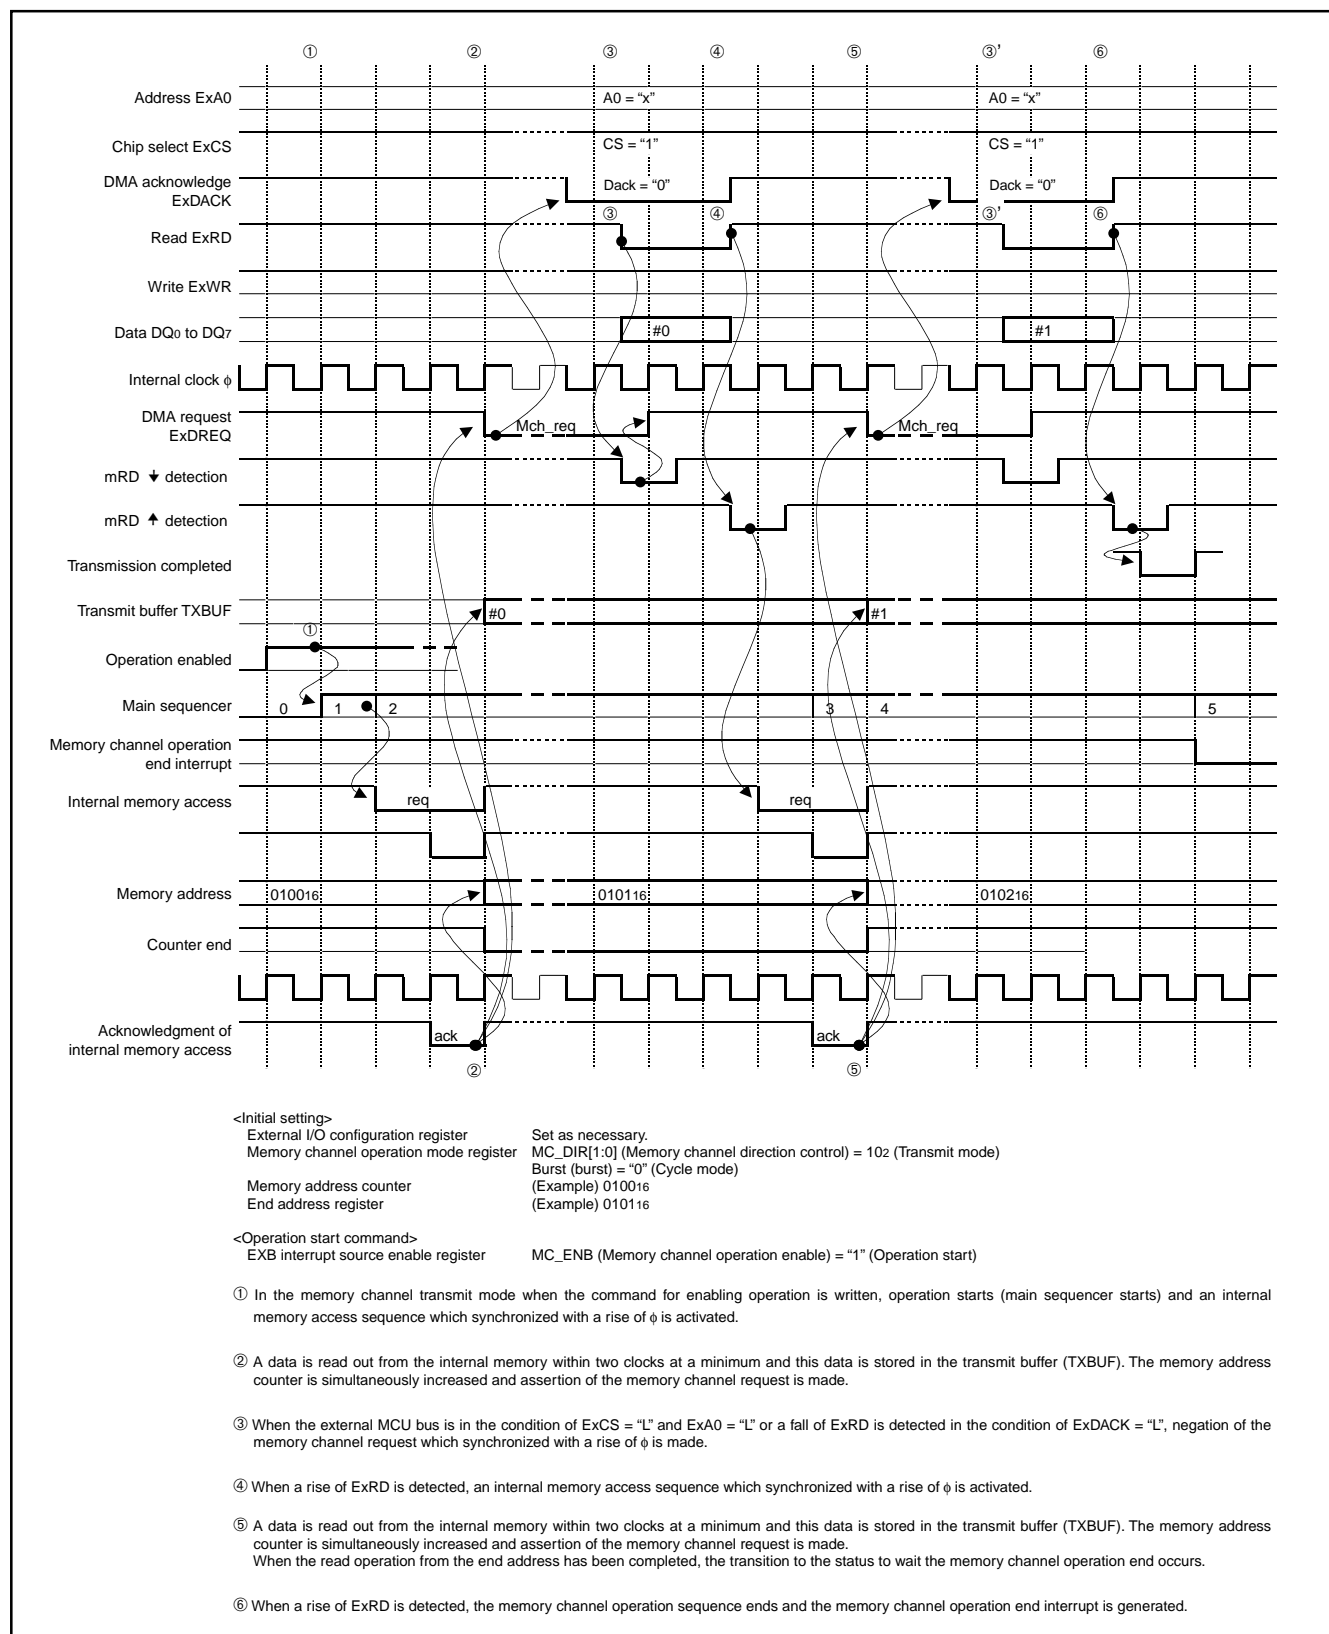 ① ② ③ ④ ⑤ ③’ ⑥
Address ExA0 A0 = “x” A0 = “x”
Chip select ExCS CS = “1” CS = “1”
DMA acknowledge
ExDACK Dack = “0” Dack = “0”
③ ④ ③’ ⑥
Read ExRD
Write ExWR
Data DQ0 to DQ7 #0 #1
Internal clock ϕ
DMA request
ExDREQ Mch_req Mch_req
mRD ↓ detection
mRD ↑ detection
Transmission completed
Transmit buffer TXBUF #0 #1
①
Operation enabled
Main sequencer 0 1 2 3 4 5
Memory channel operation
end interrupt
Internal memory access req req
Memory address 010016 010116 010216
Counter end
Acknowledgment of
internal memory access ack ack
② ⑤
<Initial setting>
External I/O configuration register Set as necessary.
Memory channel operation mode register MC_DIR[1:0] (Memory channel direction control) = 102 (Transmit mode)
Burst (burst) = “0” (Cycle mode)
Memory address counter (Example) 010016
End address register (Example) 010116
<Operation start command>
EXB interrupt source enable register MC_ENB (Memory channel operation enable) = “1” (Operation start)
① In the memory channel transmit mode when the command for enabling operation is written, operation starts (main sequencer starts) and an internal
memory access sequence which synchronized with a rise of ϕ is activated.
② A data is read out from the internal memory within two clocks at a minimum and this data is stored in the transmit buffer (TXBUF). The memory address
counter is simultaneously increased and assertion of the memory channel request is made.
③ When the external MCU bus is in the condition of ExCS = “L” and ExA0 = “L” or a fall of ExRD is detected in the condition of ExDACK = “L”, negation of the
memory channel request which synchronized with a rise of ϕ is made.
④ When a rise of ExRD is detected, an internal memory access sequence which synchronized with a rise of ϕ is activated.
⑤ A data is read out from the internal memory within two clocks at a minimum and this data is stored in the transmit buffer (TXBUF). The memory address
counter is simultaneously increased and assertion of the memory channel request is made.
When the read operation from the end address has been completed, the transition to the status to wait the memory channel operation end occurs.
⑥ When a rise of ExRD is detected, the memory channel operation sequence ends and the memory channel operation end interrupt is generated.